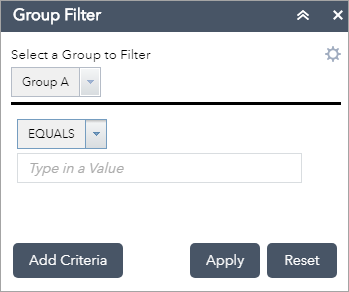 Group Filter
Select a Group to Filter
Group A
EQUALS
Type in a Value
Add Criteria Apply Reset